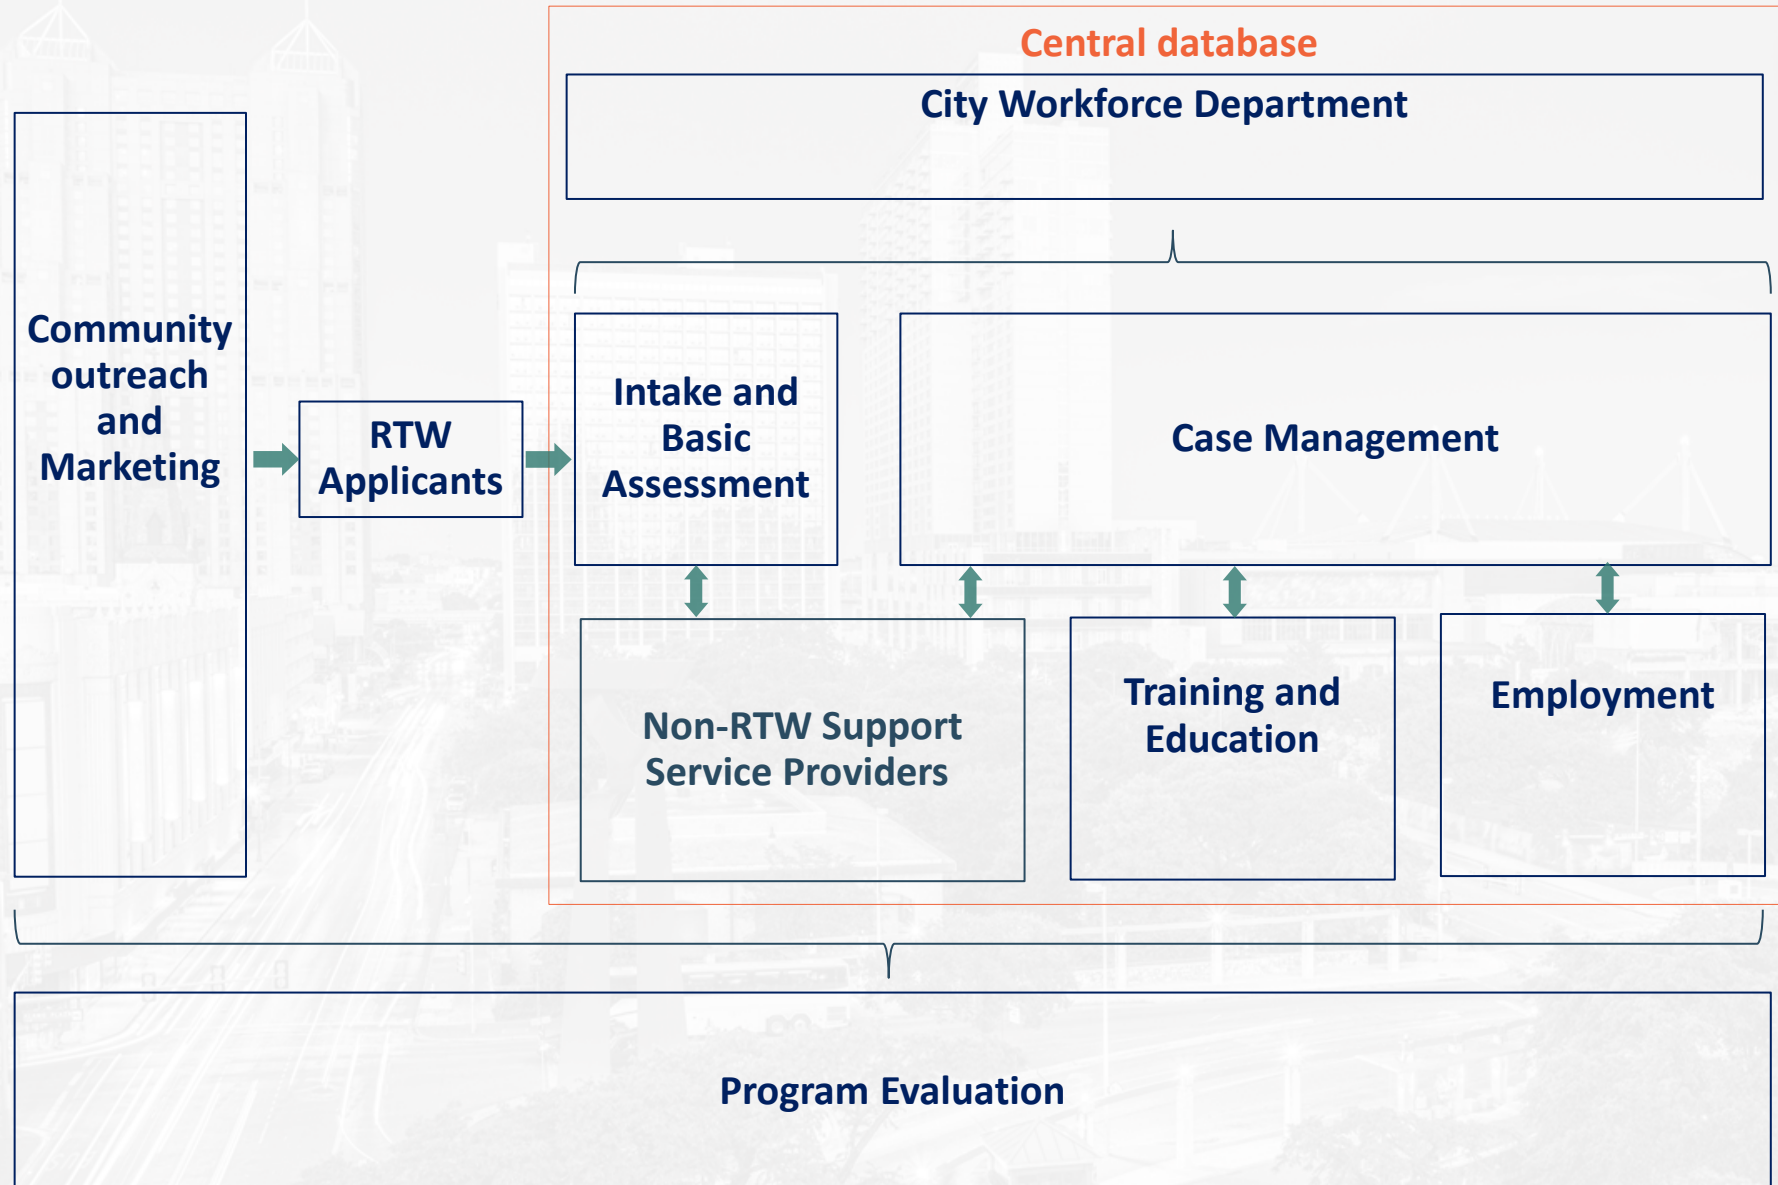 Central database
City Workforce Department
Community
outreach
and
Marketing
RTW
Applicants
Intake and
Basic
Assessment
Case Management
Non-RTW Support
Service Providers
Training and
Education
Employment
Program Evaluation